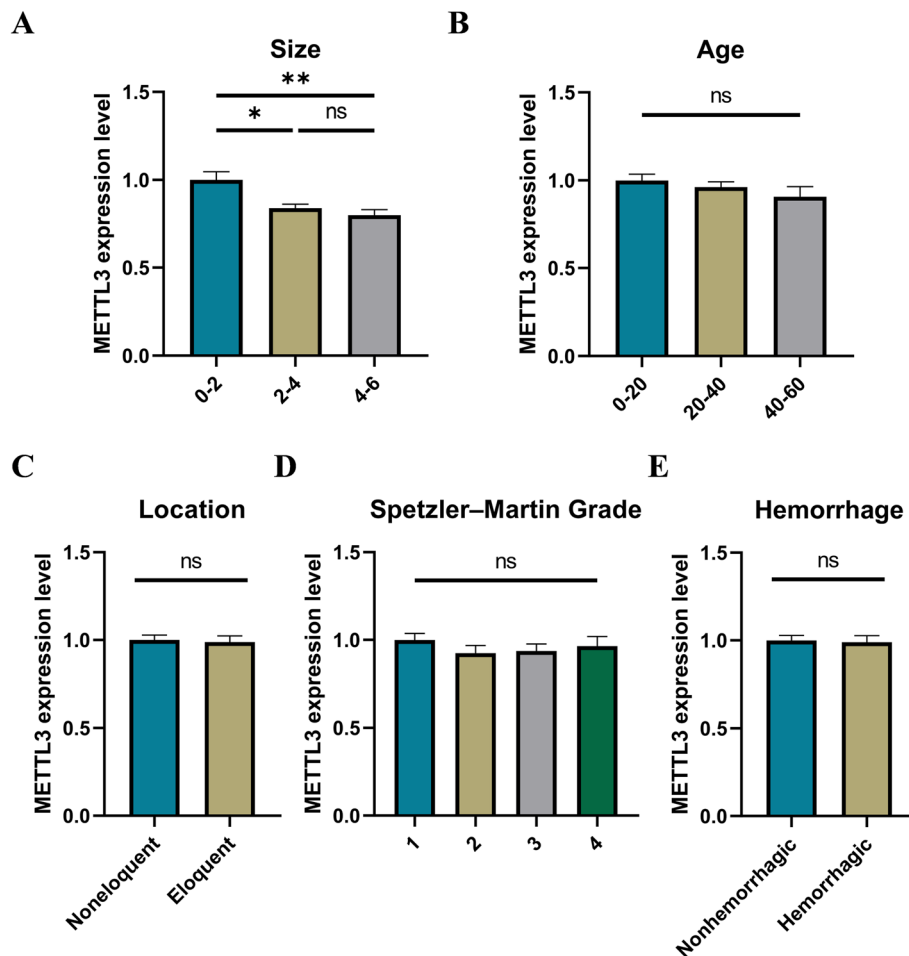 A
Size
METTL3 expression level
1.5
1.0
0.5
0.0
**
*
ns
0-2
2-4
4-6
B
Age
METTL3 expression level
1.5
1.0
0.5
0.0
ns
0-20
20-40
40-60
C
Location
METTL3 expression level
1.5
1.0
0.5
0.0
ns
Noneloquent
Eloquent
D
Spetzler–Martin Grade
METTL3 expression level
1.5
1.0
0.5
0.0
ns
1
2
3
4
E
Hemorrhage
METTL3 expression level
1.5
1.0
0.5
0.0
ns
Nonhemorrhagic
Hemorrhagic